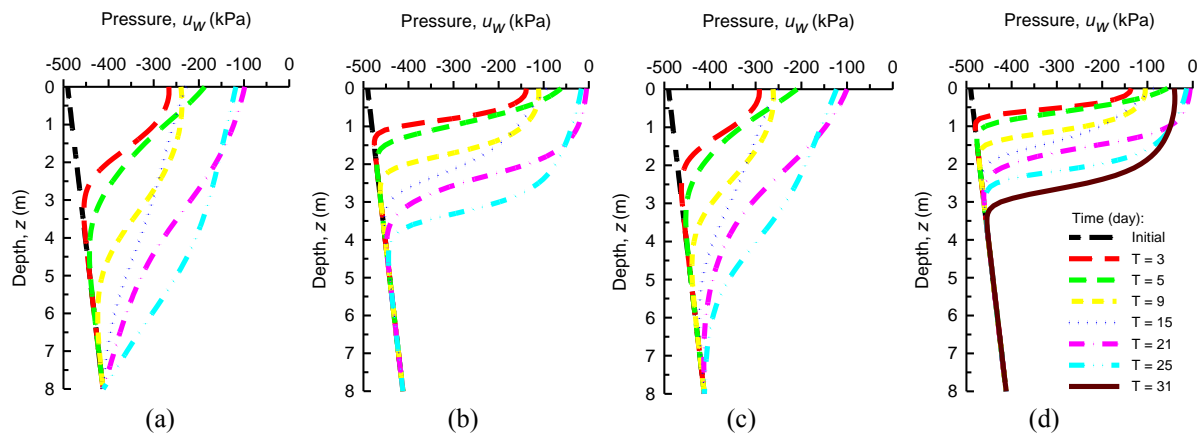 Pressure, u_w (kPa)
-500 -400 -300 -200 -100 0
Depth, z (m)
0
1
2
3
4
5
6
7
8
(a)
Pressure, u_w (kPa)
-500 -400 -300 -200 -100 0
Depth, z (m)
0
1
2
3
4
5
6
7
8
(b)
Pressure, u_w (kPa)
-500 -400 -300 -200 -100 0
Depth, z (m)
0
1
2
3
4
5
6
7
8
(c)
Pressure, u_w (kPa)
-500 -400 -300 -200 -100 0
Depth, z (m)
0
1
2
3
4
5
6
7
8
Time (day):
Initial
T = 3
T = 5
T = 9
T = 15
T = 21
T = 25
T = 31
(d)